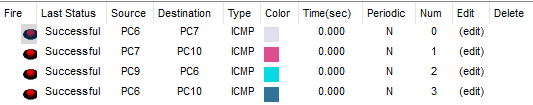 Fire Last Status Source Destination Type Color Time(sec) Periodic Num Edit Delete
Successful PC6 PC7 ICMP 0.000 N 0 (edit)
Successful PC7 PC10 ICMP 0.000 N 1 (edit)
Successful PC9 PC6 ICMP 0.000 N 2 (edit)
Successful PC6 PC10 ICMP 0.000 N 3 (edit)